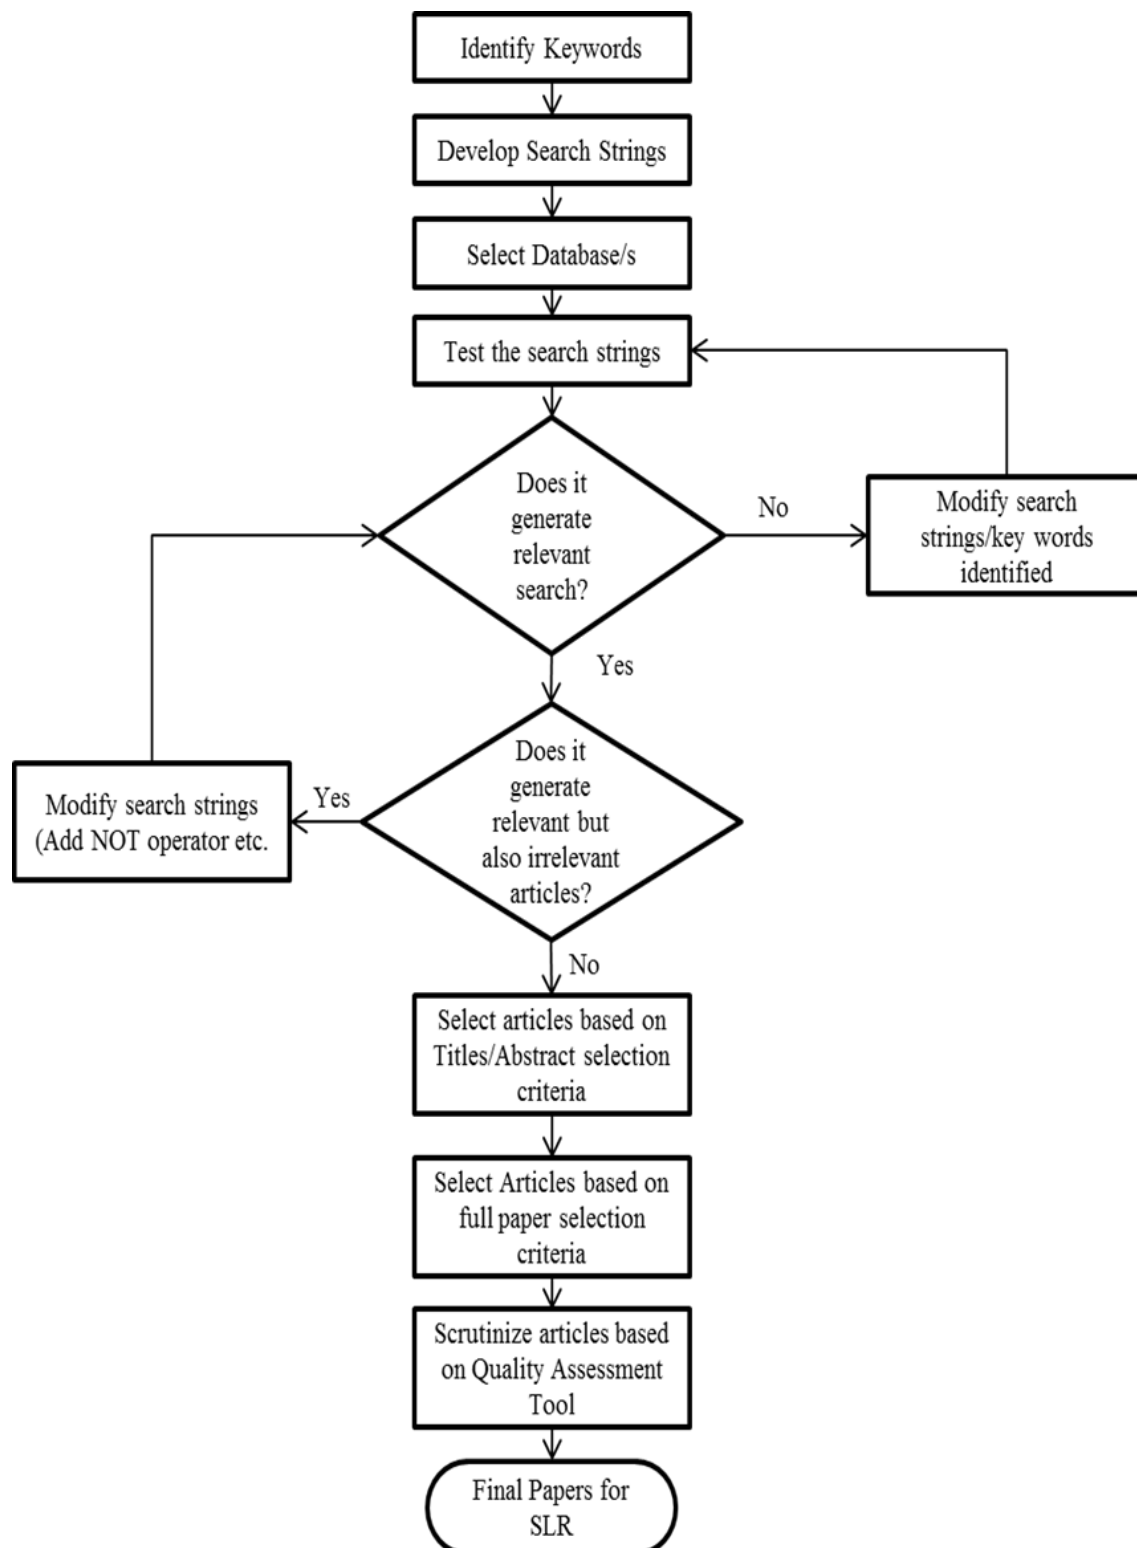 Identify Keywords
Develop Search Strings
Select Database/s
Test the search strings
Does it
generate
relevant
search?
No
Modify search
strings/key words
identified
Yes
Does it
generate
relevant but
also irrelevant
articles?
Yes
Modify search strings
(Add NOT operator etc.
No
Select articles based on
Titles/Abstract selection
criteria
Select Articles based on
full paper selection
criteria
Scrutinize articles based
on Quality Assessment
Tool
Final Papers for
SLR